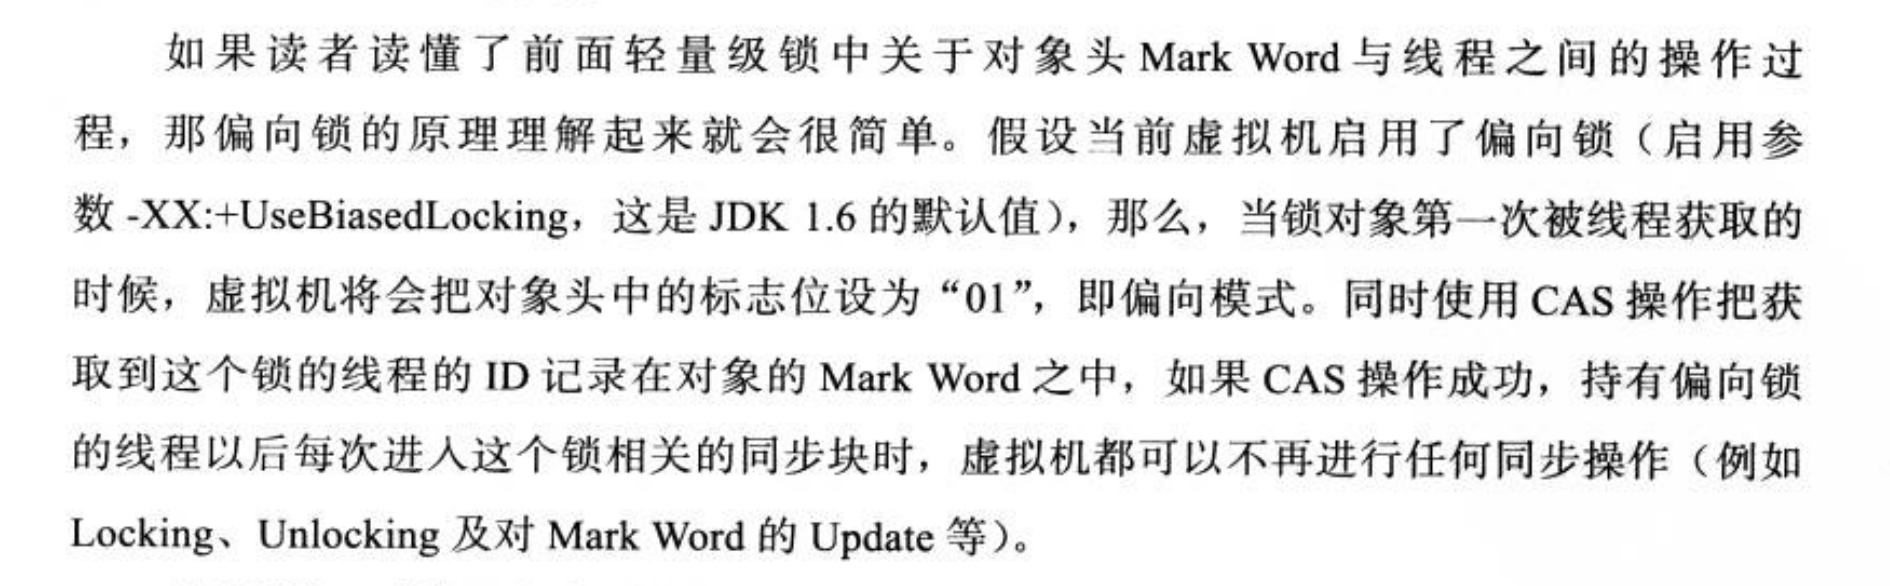 如果读者读懂了前面轻量级锁中关于对象头 Mark Word 与线程之间的操作过
程，那偏向锁的原理理解起来就会很简单。假设当前虚拟机启用了偏向锁（启用参
数 -XX:+UseBiasedLocking，这是 JDK 1.6 的默认值），那么，当锁对象第一次被线程获取的
时候，虚拟机将会把对象头中的标志位设为“01”，即偏向模式。同时使用 CAS 操作把获
取到这个锁的线程的 ID 记录在对象的 Mark Word 之中，如果 CAS 操作成功，持有偏向锁
的线程以后每次进入这个锁相关的同步块时，虚拟机都可以不再进行任何同步操作（例如
Locking、Unlocking 及对 Mark Word 的 Update 等）。